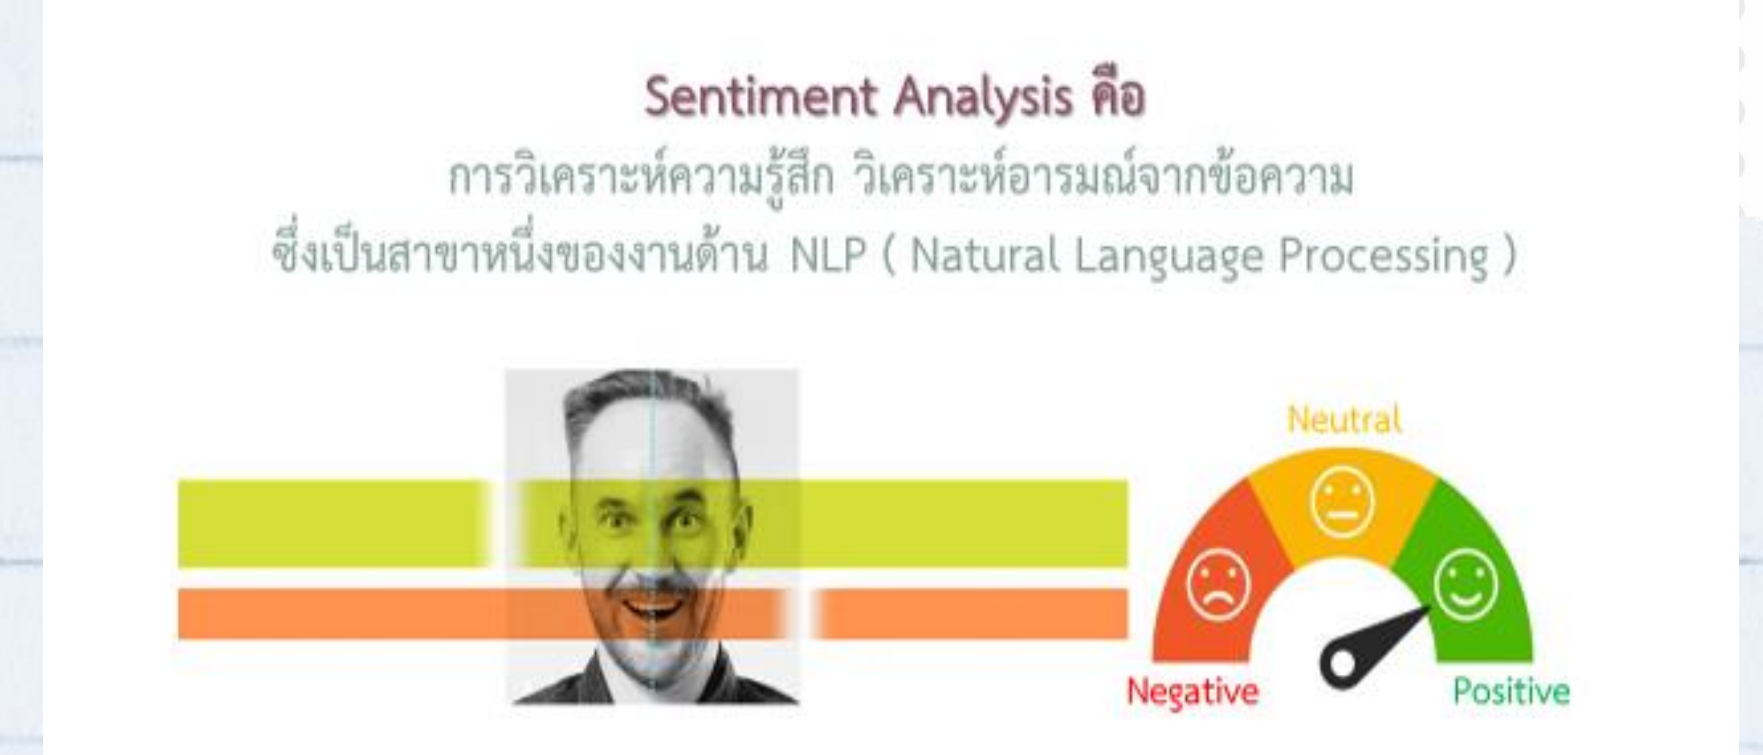 Sentiment Analysis คือ
การวิเคราะห์ความรู้สึก วิเคราะห์อารมณ์จากข้อความ
ซึ่งเป็นสาขาหนึ่งของงานด้าน NLP ( Natural Language Processing )
Neutral
Negative
Positive